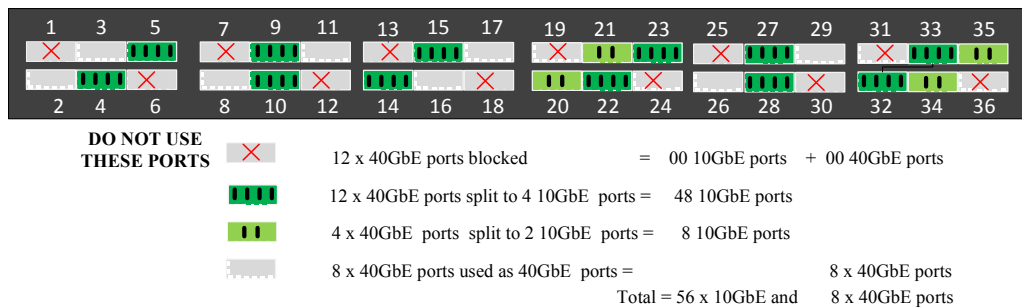 1 3 5 7 9 11 13 15 17 19 21 23 25 27 29 31 33 35
2 4 6 8 10 12 14 16 18 20 22 24 26 28 30 32 34 36
DO NOT USE
THESE PORTS
12 x 40GbE ports blocked = 00 10GbE ports + 00 40GbE ports
12 x 40GbE ports split to 4 10GbE ports = 48 10GbE ports
4 x 40GbE ports split to 2 10GbE ports = 8 10GbE ports
8 x 40GbE ports used as 40GbE ports = 8 x 40GbE ports
Total = 56 x 10GbE and 8 x 40GbE ports